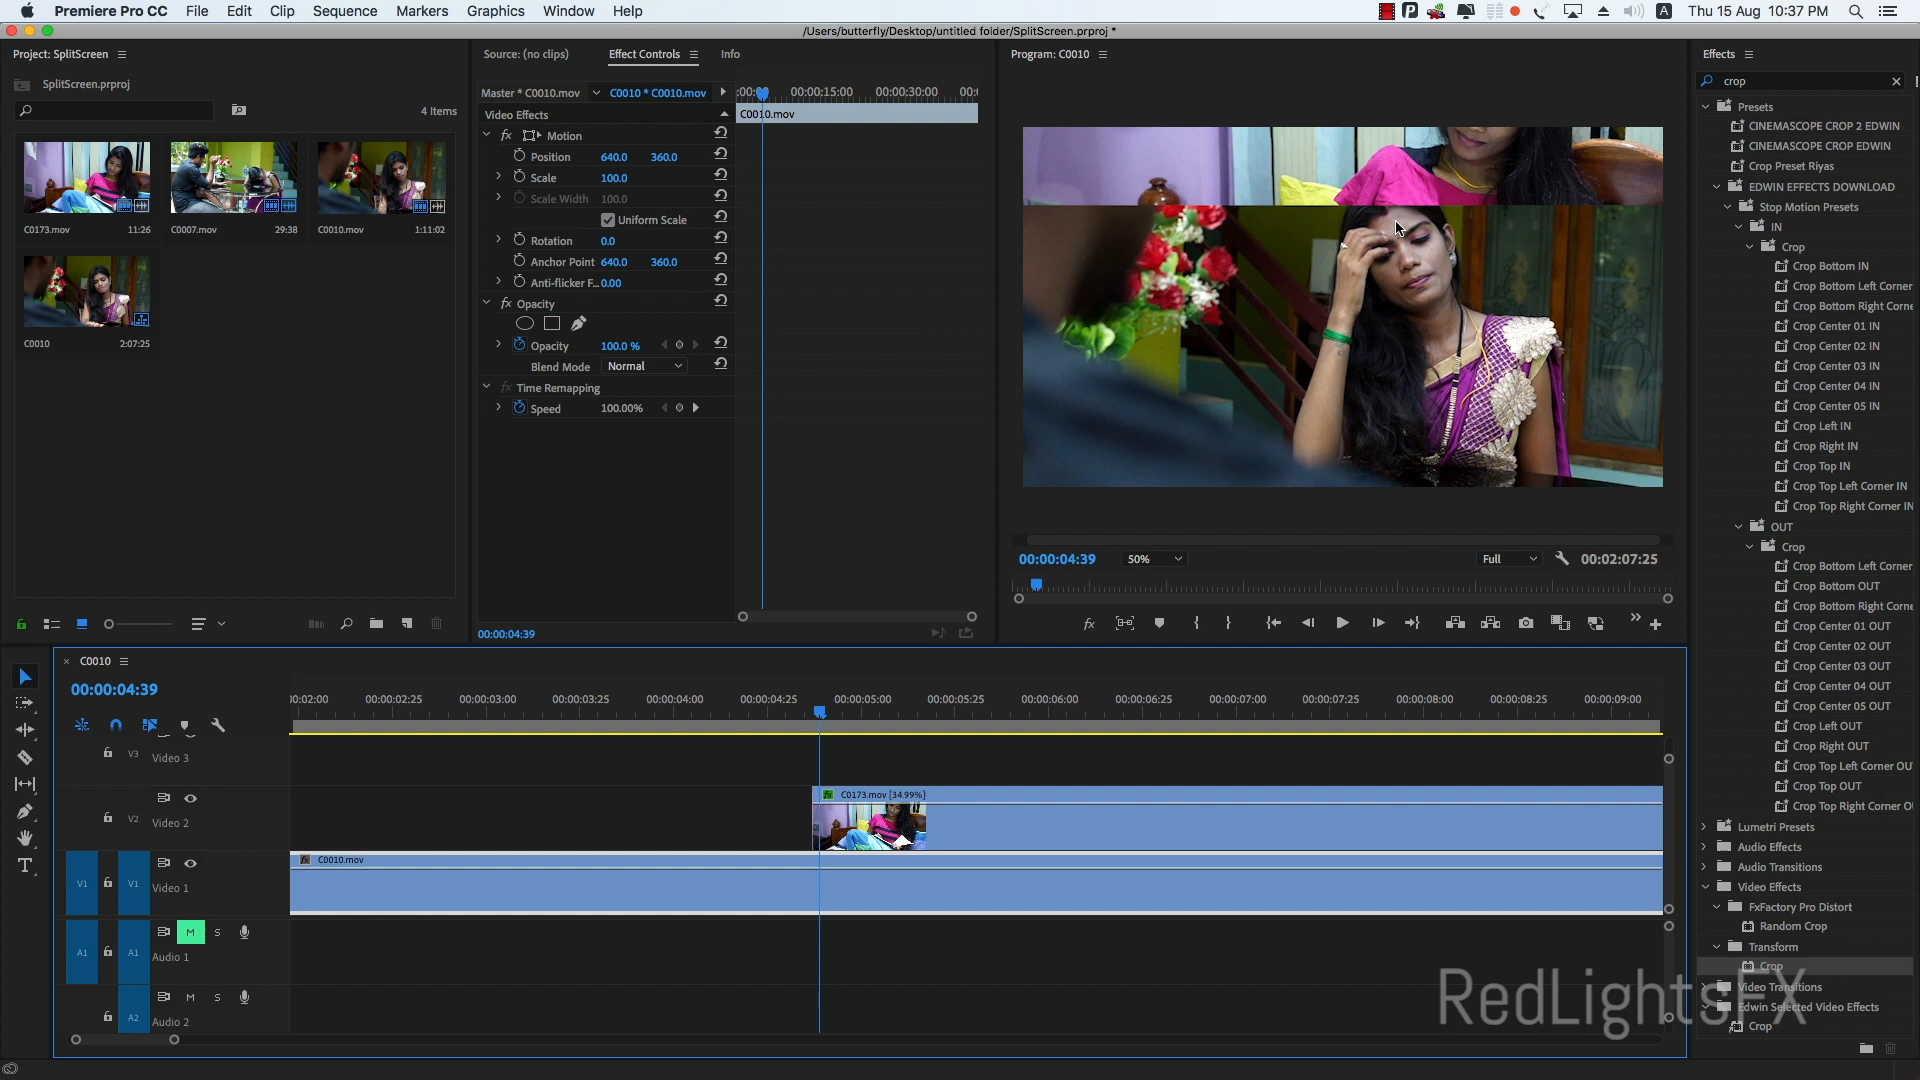 Premiere Pro CC File Edit Clip Sequence Markers Graphics Window Help
A Thu 15 Aug 10:37 PM
/Users/butterfly/Desktop/untitled folder/SplitScreen.prproj *
Project: SplitScreen
SplitScreen.prproj
4 Items
C0173.mov 11:26
C0007.mov 29:38
C0010.mov 1:11:02
C0010 2:07:25
Source: (no clips) Effect Controls Info
Master * C0010.mov C0010 * C0010.mov
00:00:15:00 00:00:30:00
Video Effects
C0010.mov
fx Motion
Position 640.0 360.0
Scale 100.0
Scale Width 100.0
Uniform Scale
Rotation 0.0
Anchor Point 640.0 360.0
Anti-flicker F... 0.00
fx Opacity
Opacity 100.0 %
Blend Mode Normal
fx Time Remapping
Speed 100.00%
00:00:04:39
Program: C0010
00:00:04:39 50% Full 00:02:07:25
fx
Effects
crop
Presets
CINEMASCOPE CROP 2 EDWIN
CINEMASCOPE CROP EDWIN
Crop Preset Riyas
EDWIN EFFECTS DOWNLOAD
Stop Motion Presets
IN
Crop
Crop Bottom IN
Crop Bottom Left Corner
Crop Bottom Right Corne
Crop Center 01 IN
Crop Center 02 IN
Crop Center 03 IN
Crop Center 04 IN
Crop Center 05 IN
Crop Left IN
Crop Right IN
Crop Top IN
Crop Top Left Corner IN
Crop Top Right Corner IN
OUT
Crop
Crop Bottom Left Corner
Crop Bottom OUT
Crop Bottom Right Corne
Crop Center 01 OUT
Crop Center 02 OUT
Crop Center 03 OUT
Crop Center 04 OUT
Crop Center 05 OUT
Crop Left OUT
Crop Right OUT
Crop Top Left Corner OU
Crop Top OUT
Crop Top Right Corner O
Lumetri Presets
Audio Effects
Audio Transitions
Video Effects
FxFactory Pro Distort
Random Crop
Transform
Crop
Video Transitions
Edwin Selected Video Effects
Crop
C0010
00:00:04:39
00:00:02:25 00:00:03:00 00:00:03:25 00:00:04:00 00:00:04:25 00:00:05:00 00:00:05:25 00:00:06:00 00:00:06:25 00:00:07:00 00:00:07:25 00:00:08:00 00:00:08:25 00:00:09:00
V3 Video 3
fx C0173.mov [34.99%]
V2 Video 2
fx C0010.mov
V1 V1 Video 1
M S
A1 A1 Audio 1
M S
A2 Audio 2
RedLightsFX